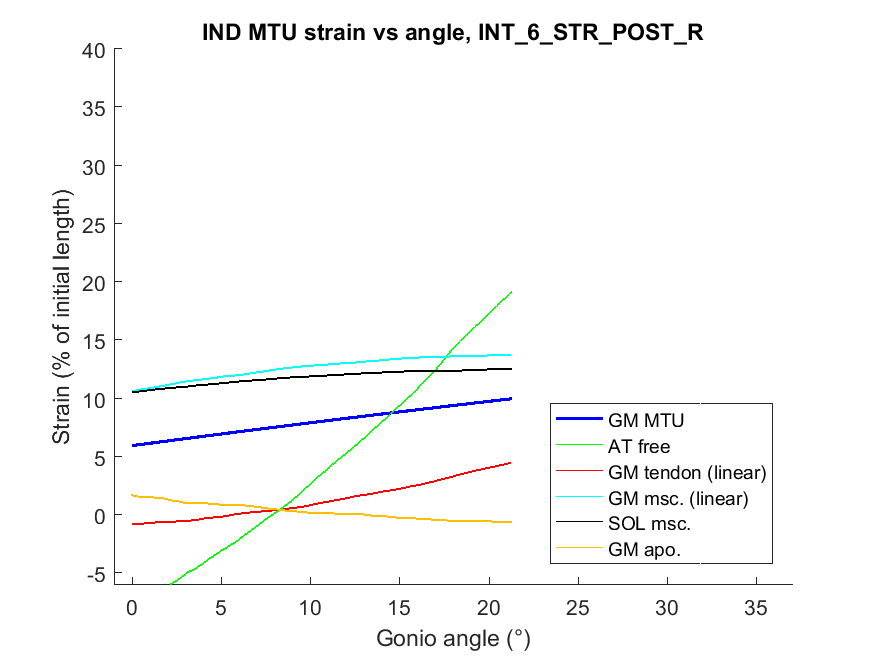 IND MTU strain vs angle, INT_6_STR_POST_R
Strain (% of initial length)
40
35
30
25
20
15
10
5
0
-5
0 5 10 15 20 25 30 35
Gonio angle (°)
GM MTU
AT free
GM tendon (linear)
GM msc. (linear)
SOL msc.
GM apo.